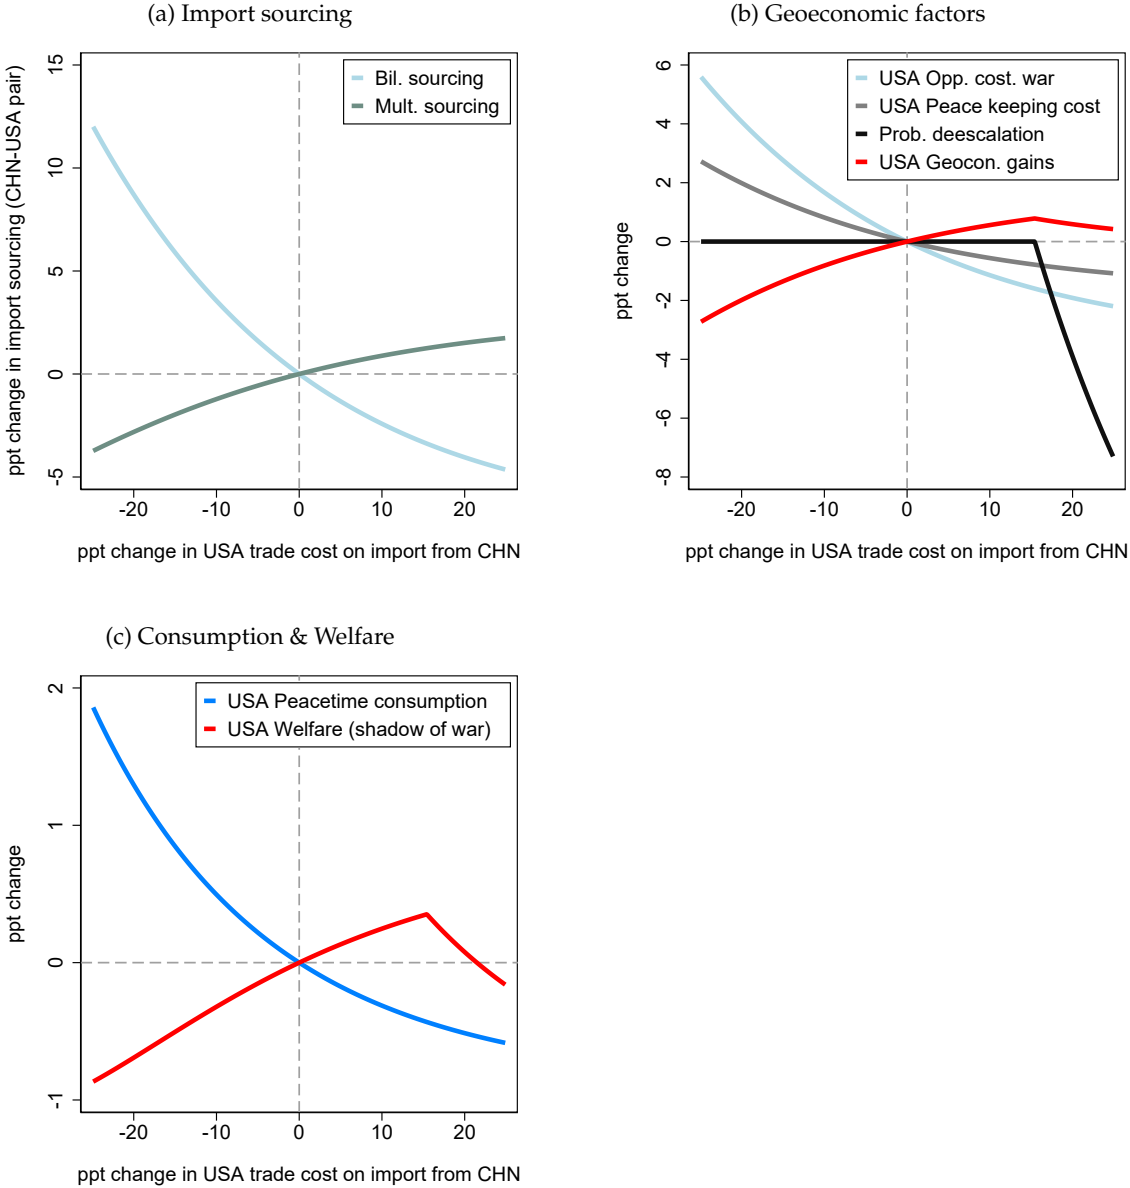 (a) Import sourcing
ppt change in import sourcing (CHN-USA pair)
15
10
5
0
-5
Bil. sourcing
Mult. sourcing
-20 -10 0 10 20
ppt change in USA trade cost on import from CHN
(b) Geoeconomic factors
ppt change
6
4
2
0
-2
-4
-6
-8
USA Opp. cost. war
USA Peace keeping cost
Prob. deescalation
USA Geocon. gains
-20 -10 0 10 20
ppt change in USA trade cost on import from CHN
(c) Consumption & Welfare
ppt change
2
1
0
-1
USA Peacetime consumption
USA Welfare (shadow of war)
-20 -10 0 10 20
ppt change in USA trade cost on import from CHN